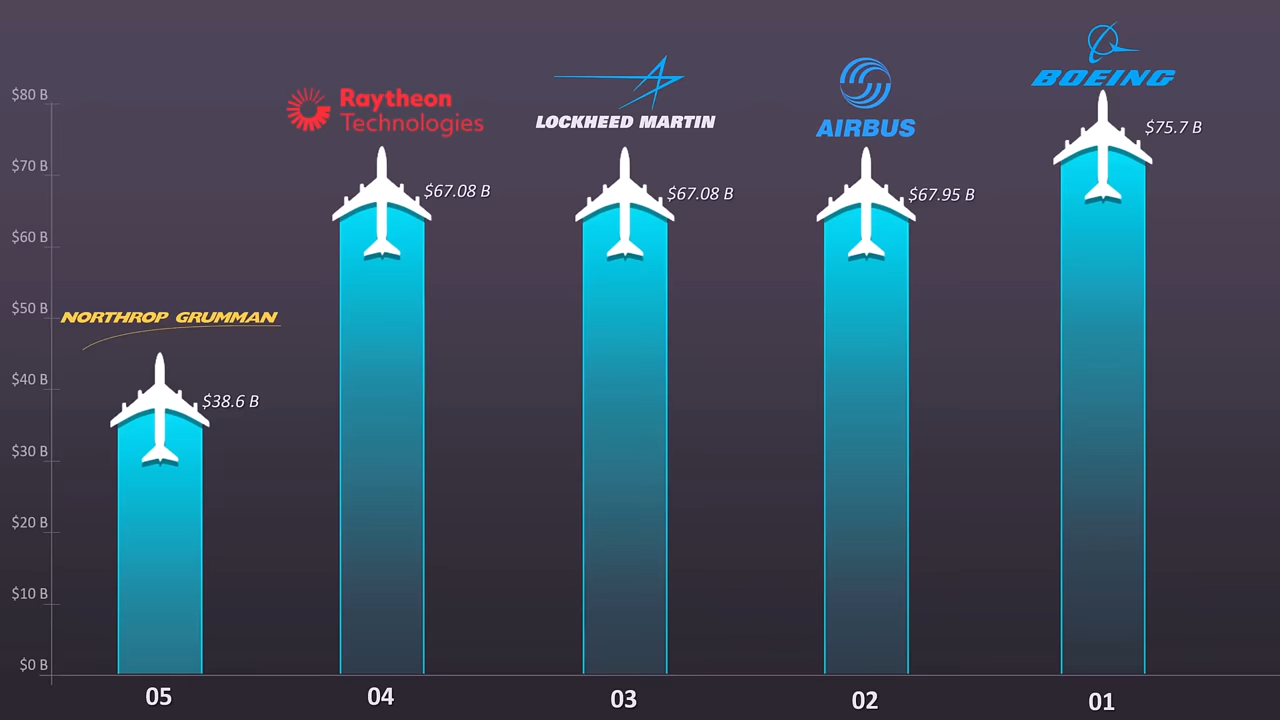 BOEING
$80 B
Raytheon
Technologies
LOCKHEED MARTIN
AIRBUS
$75.7 B
$70 B
$67.08 B
$67.08 B
$67.95 B
$60 B
$50 B
NORTHROP GRUMMAN
$40 B
$38.6 B
$30 B
$20 B
$10 B
$0 B
05
04
03
02
01